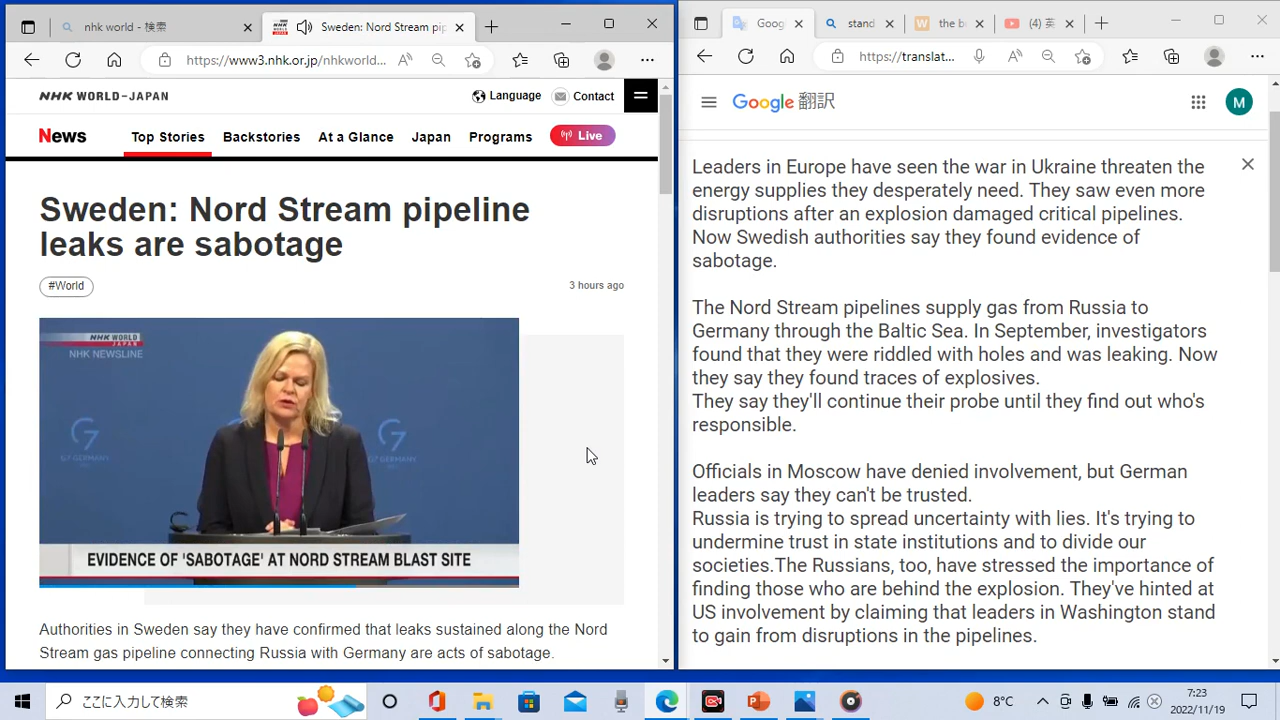 nhk world - 検索
Sweden: Nord Stream pip
https://www3.nhk.or.jp/nhkworld...
NHK WORLD-JAPAN
Language
Contact
News
Top Stories
Backstories
At a Glance
Japan
Programs
Live
Sweden: Nord Stream pipeline
leaks are sabotage
#World
3 hours ago
NHK WORLD
JAPAN
NHK NEWSLINE
G7 GERMANY
EVIDENCE OF 'SABOTAGE' AT NORD STREAM BLAST SITE
Authorities in Sweden say they have confirmed that leaks sustained along the Nord
Stream gas pipeline connecting Russia with Germany are acts of sabotage.
Goog
stand
the b
(4) 英
https://translat...
Google 翻訳
M
Leaders in Europe have seen the war in Ukraine threaten the
energy supplies they desperately need. They saw even more
disruptions after an explosion damaged critical pipelines.
Now Swedish authorities say they found evidence of
sabotage.
The Nord Stream pipelines supply gas from Russia to
Germany through the Baltic Sea. In September, investigators
found that they were riddled with holes and was leaking. Now
they say they found traces of explosives.
They say they'll continue their probe until they find out who's
responsible.
Officials in Moscow have denied involvement, but German
leaders say they can't be trusted.
Russia is trying to spread uncertainty with lies. It's trying to
undermine trust in state institutions and to divide our
societies.The Russians, too, have stressed the importance of
finding those who are behind the explosion. They've hinted at
US involvement by claiming that leaders in Washington stand
to gain from disruptions in the pipelines.
ここに入力して検索
8°C
7:23
2022/11/19